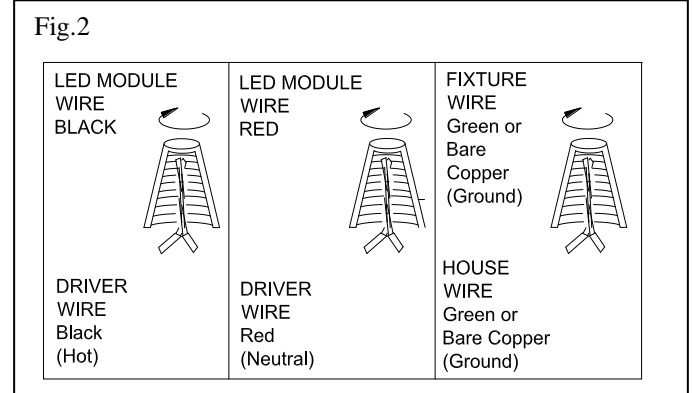 Fig.2
LED MODULE
WIRE
BLACK
DRIVER
WIRE
Black
(Hot)
LED MODULE
WIRE
RED
DRIVER
WIRE
Red
(Neutral)
FIXTURE
WIRE
Green or
Bare
Copper
(Ground)
HOUSE
WIRE
Green or
Bare Copper
(Ground)